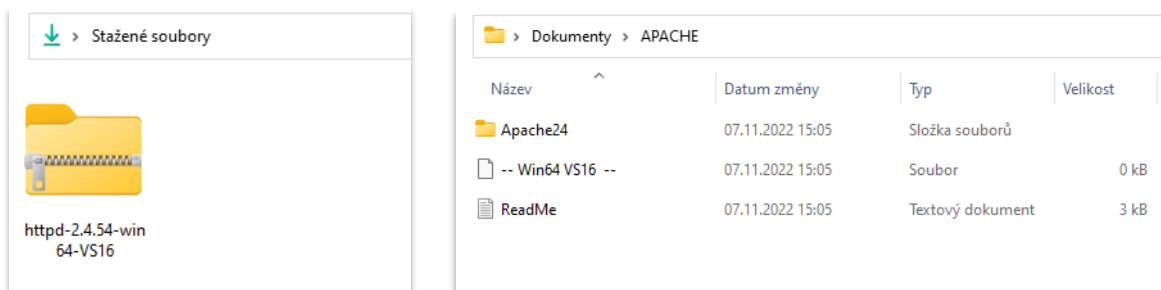 Stažené soubory
httpd-2.4.54-win
64-VS16
Dokumenty > APACHE
Název Datum změny Typ Velikost
Apache24 07.11.2022 15:05 Složka souborů
-- Win64 VS16 -- 07.11.2022 15:05 Soubor 0 kB
ReadMe 07.11.2022 15:05 Textový dokument 3 kB